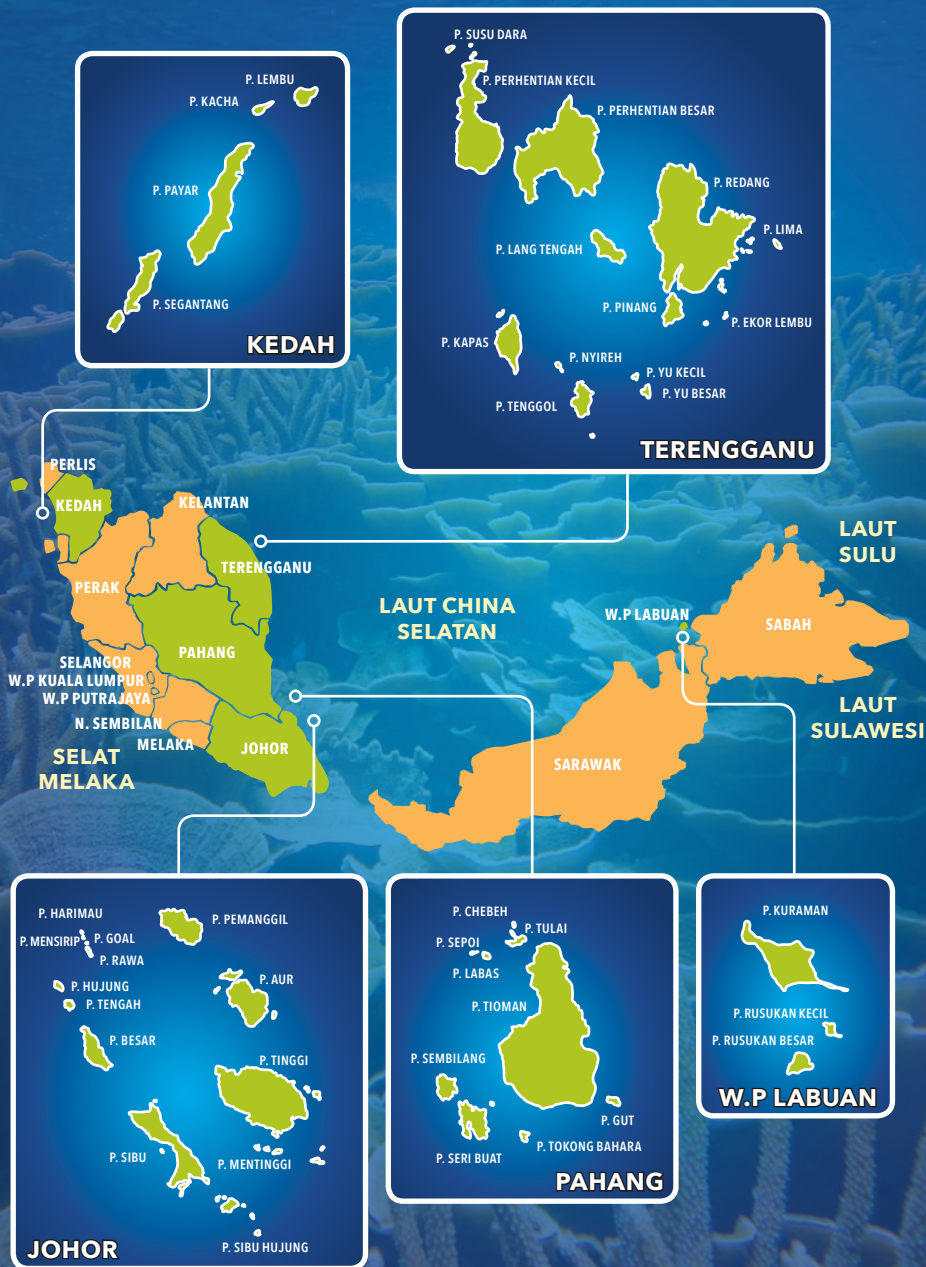 P. LEMBU
P. KACHA
P. PAYAR
P. SEGANTANG
KEDAH
P. SUSU DARA
P. PERHENTIAN KECIL
P. PERHENTIAN BESAR
P. REDANG
P. LIMA
P. LANG TENGAH
P. PINANG
P. EKOR LEMBU
P. KAPAS
P. NYIREH
P. YU KECIL
P. YU BESAR
P. TENGGOL
TERENGGANU
PERLIS
KEDAH
KELANTAN
TERENGGANU
PERAK
PAHANG
SELANGOR
W.P KUALA LUMPUR
W.P PUTRAJAYA
N. SEMBILAN
MELAKA
JOHOR
SELAT
MELAKA
LAUT CHINA
SELATAN
LAUT
SULU
W.P LABUAN
SABAH
LAUT
SULAWESI
SARAWAK
P. HARIMAU
P. MENSIRIP
P. GOAL
P. RAWA
P. HUJUNG
P. TENGAH
P. BESAR
P. PEMANGGIL
P. AUR
P. TINGGI
P. SIBU
P. MENTINGGI
P. SIBU HUJUNG
JOHOR
P. CHEBEH
P. TULAI
P. SEPOI
P. LABAS
P. TIOMAN
P. SEMBILANG
P. GUT
P. TOKONG BAHARA
P. SERI BUAT
PAHANG
P. KURAMAN
P. RUSUKAN KECIL
P. RUSUKAN BESAR
W.P LABUAN